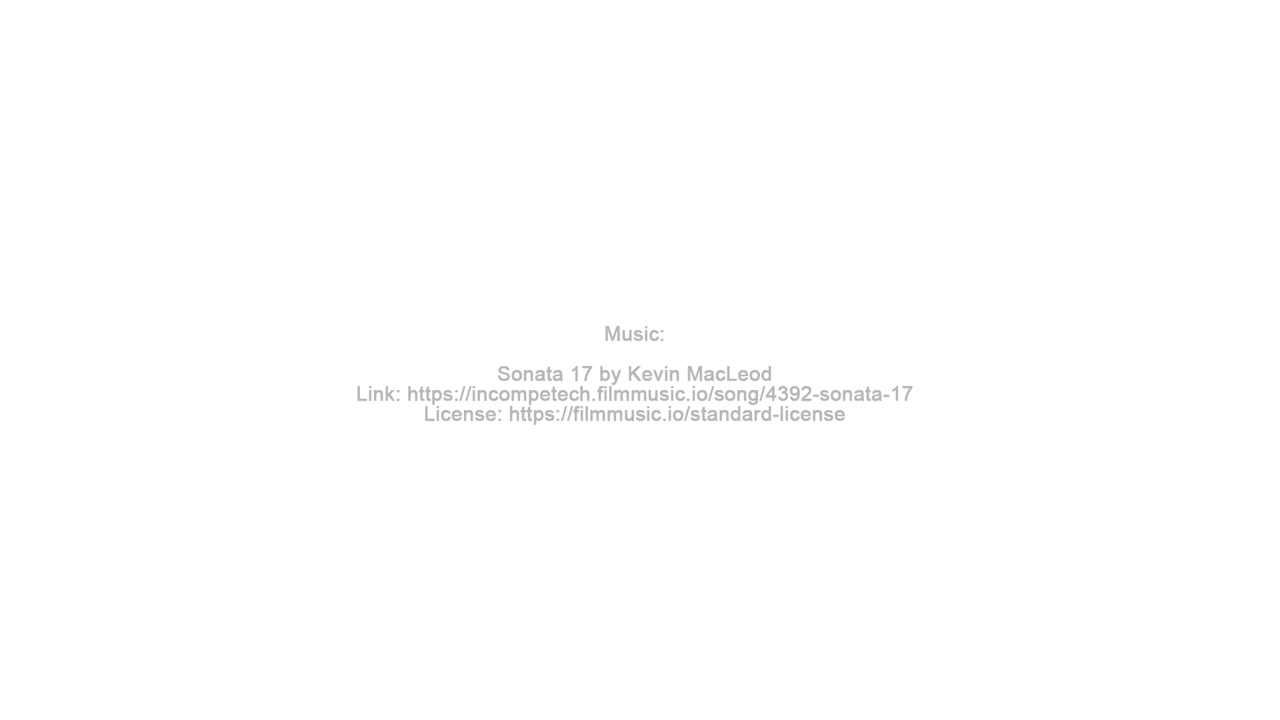 Music:
Sonata 17 by Kevin MacLeod
Link: https://incompetech.filmmusic.io/song/4392-sonata-17
License: https://filmmusic.io/standard-license